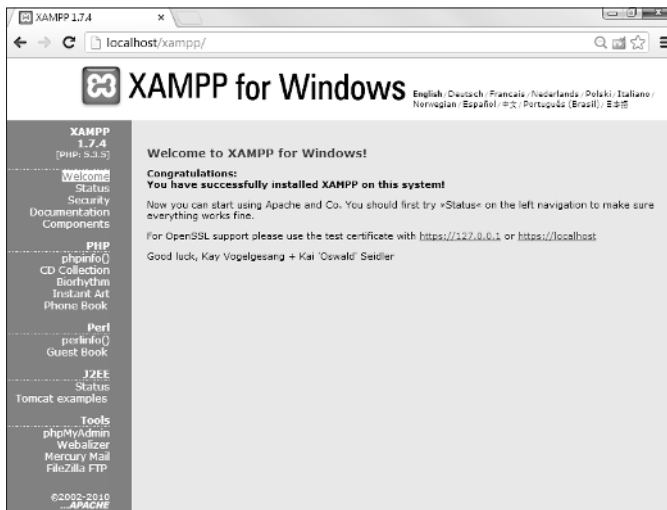 XAMPP 1.7.4
localhost/xampp/
XAMPP for Windows
English / Deutsch / Francais / Nederlands / Polski / Italiano /
Norwegian / Español / 中文 / Português (Brasil) / 日本語
XAMPP
1.7.4
[PHP: 5.3.5]
Welcome
Status
Security
Documentation
Components
PHP
phpinfo()
CD Collection
Biorhythm
Instant Art
Phone Book
Perl
perlinfo()
Guest Book
J2EE
Status
Tomcat examples
Tools
phpMyAdmin
Webalizer
Mercury Mail
FileZilla FTP
©2002-2010
...APACHE
Welcome to XAMPP for Windows!
Congratulations:
You have successfully installed XAMPP on this system!
Now you can start using Apache and Co. You should first try »Status« on the left navigation to make sure
everything works fine.
For OpenSSL support please use the test certificate with https://127.0.0.1 or https://localhost
Good luck, Kay Vogelgesang + Kai 'Oswald' Seidler